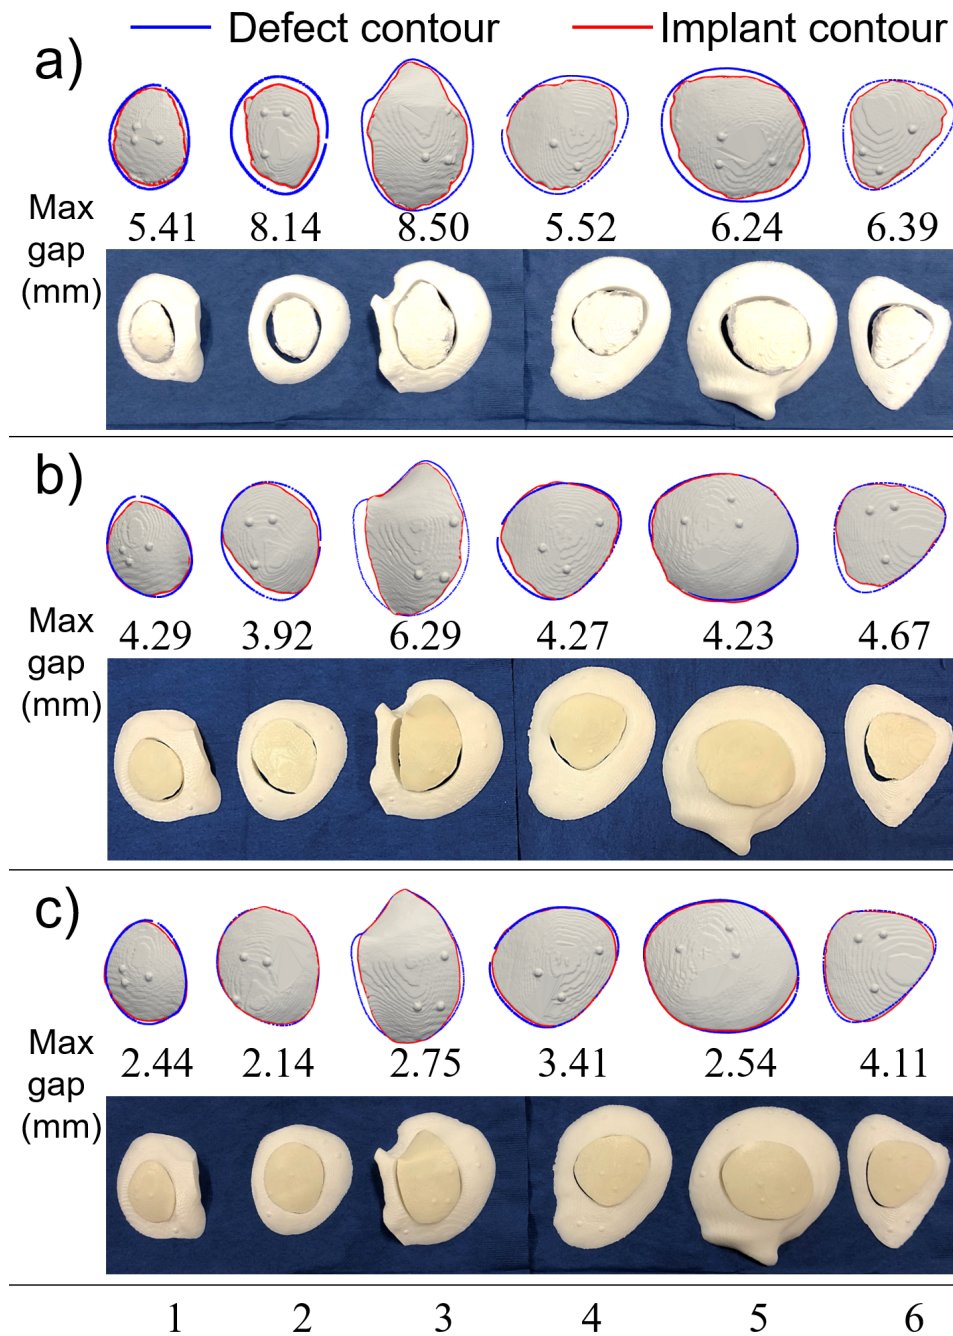 Defect contour Implant contour
a)
Max gap (mm) 5.41 8.14 8.50 5.52 6.24 6.39
b)
Max gap (mm) 4.29 3.92 6.29 4.27 4.23 4.67
c)
Max gap (mm) 2.44 2.14 2.75 3.41 2.54 4.11
1 2 3 4 5 6